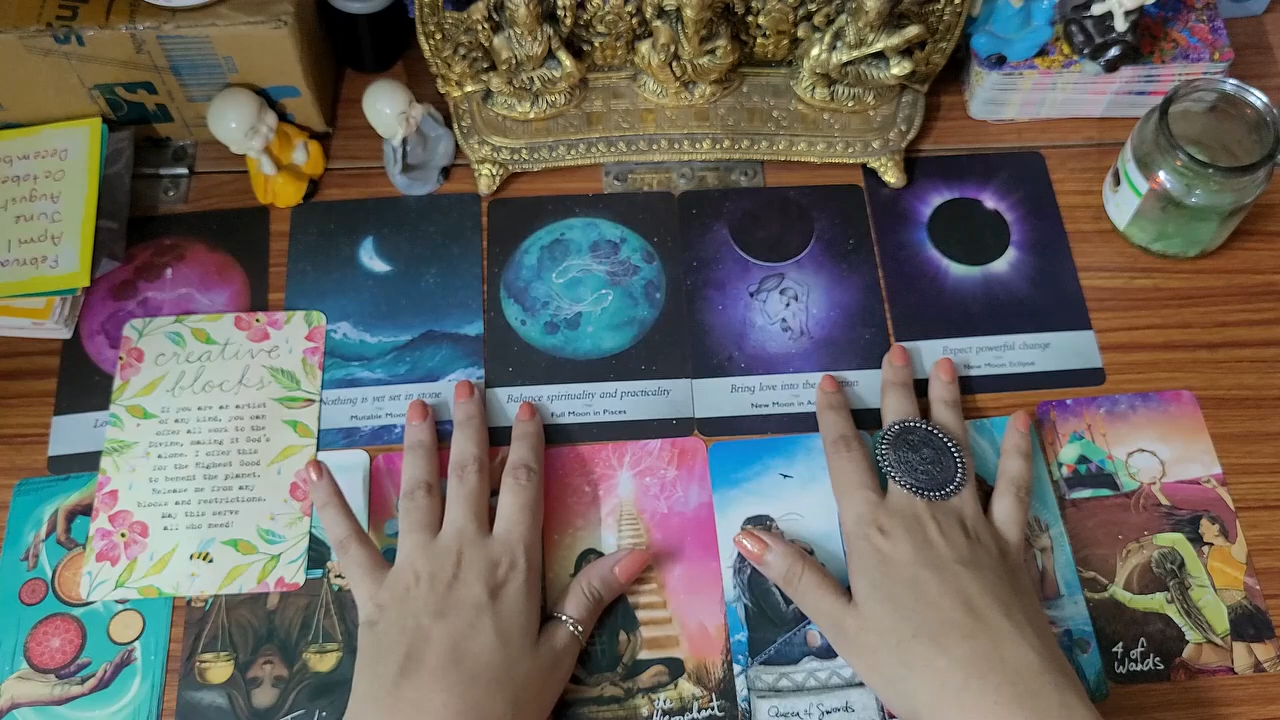 Decemb
Octobe
August
June
April
Februa
Nothing is yet set in stone
Mutable Moo
Balance spirituality and practicality
Full Moon in Pisces
Bring love into the
New Moon in
Expect powerful change
New Moon Eclipse
creative
blocks
If you are an artist
of any kind, you can
offer all work to the
Divine, making it God's
alone. I offer this
for the Highest Good
to benefit the planet.
Release me from any
blocks and restrictions.
May this serve
all who need!
the
Hierophant
Queen of Swords
4 of
Wands